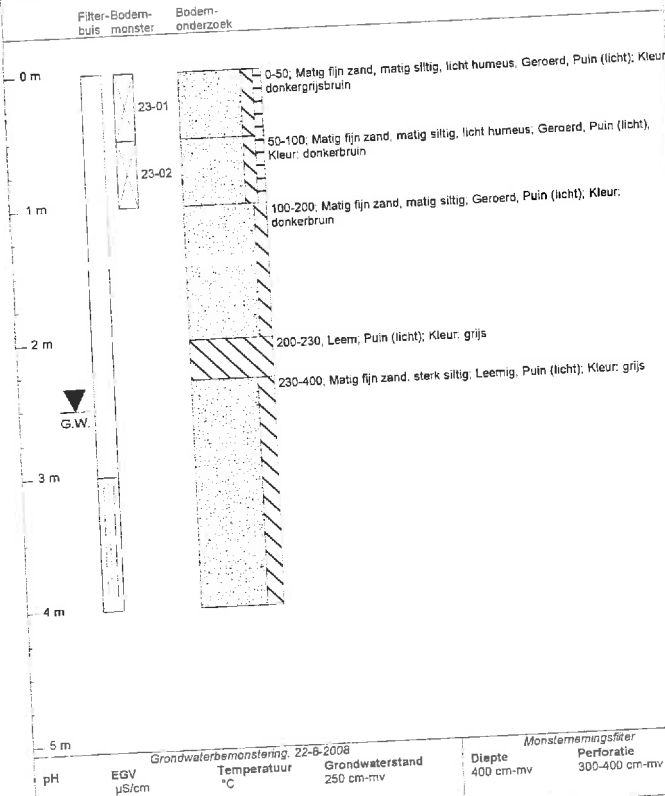 Filter-Bodem-
buis monster
Bodem-
onderzoek
0 m
0-50; Matig fijn zand, matig siltig, licht humeus, Geroerd, Puin (licht); Kleur
donkergrijsbruin
23-01
50-100; Matig fijn zand, matig siltig, licht humeus; Geroerd, Puin (licht),
Kleur: donkerbruin
23-02
1 m
100-200; Matig fijn zand, matig siltig; Geroerd, Puin (licht); Kleur:
donkerbruin
2 m
200-230, Leem; Puin (licht); Kleur: grijs
230-400; Matig fijn zand, sterk siltig; Leemig, Puin (licht); Kleur: grijs
G.W.
3 m
4 m
5 m
Grondwaterbemonstering, 22-8-2008
Monsternemingsfilter
pH
EGV
µS/cm
Temperatuur
°C
Grondwaterstand
250 cm-mv
Diepte
400 cm-mv
Perforatie
300-400 cm-mv